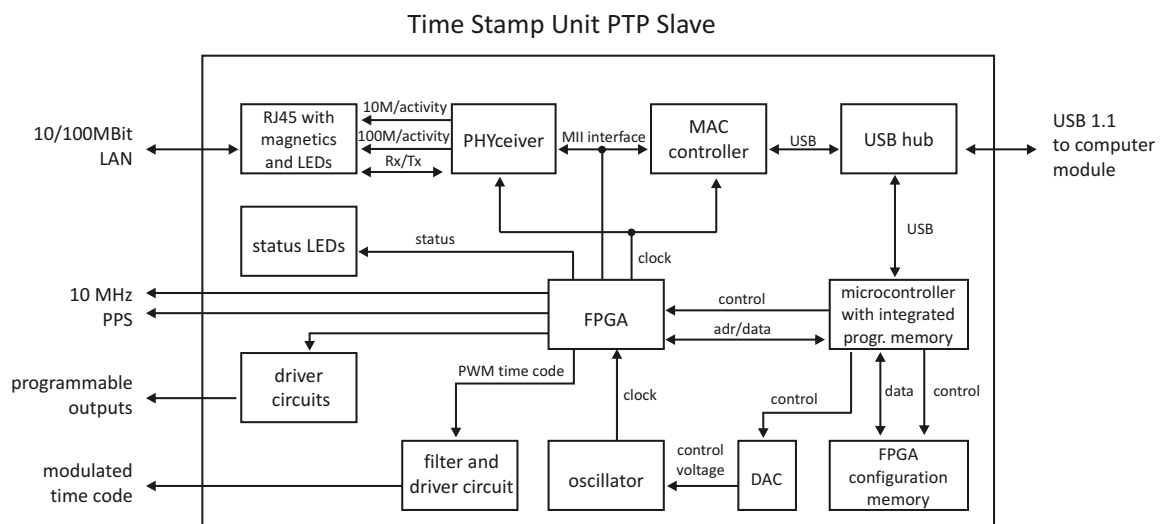 Time Stamp Unit PTP Slave
10/100MBit
LAN
RJ45 with
magnetics
and LEDs
10M/activity
100M/activity
Rx/Tx
PHYceiver
MII interface
MAC
controller
USB
USB hub
USB 1.1
to computer
module
status LEDs
status
clock
USB
10 MHz
PPS
FPGA
control
adr/data
microcontroller
with integrated
progr. memory
programmable
outputs
driver
circuits
PWM time code
clock
control
data
control
modulated
time code
filter and
driver circuit
oscillator
control
voltage
DAC
FPGA
configuration
memory